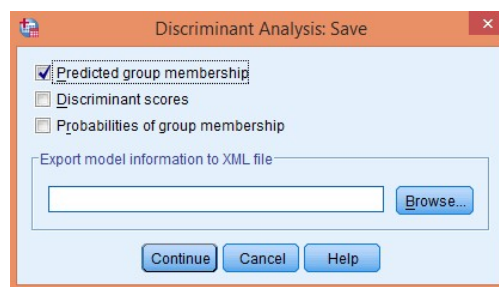 Discriminant Analysis: Save
Predicted group membership
Discriminant scores
Probabilities of group membership
Export model information to XML file
Browse...
Continue Cancel Help